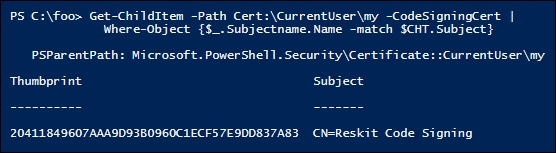 PS C:\foo> Get-ChildItem -Path Cert:\CurrentUser\my -CodeSigningCert |
Where-Object {$_.Subjectname.Name -match $CHT.Subject}
PSParentPath: Microsoft.PowerShell.Security\Certificate::CurrentUser\my
Thumbprint Subject
---------- -------
20411849607AAA9D93B0960C1ECF57E9DD837A83 CN=Reskit Code Signing